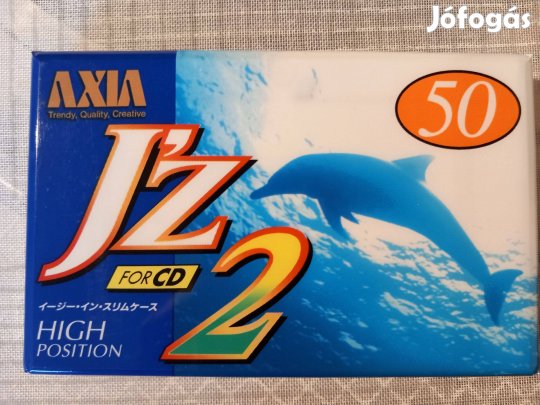 Jófogás
AXIA
Trendy, Quality, Creative
50
J'z
2
FOR CD
イージー・イン・スリムケース
HIGH
POSITION